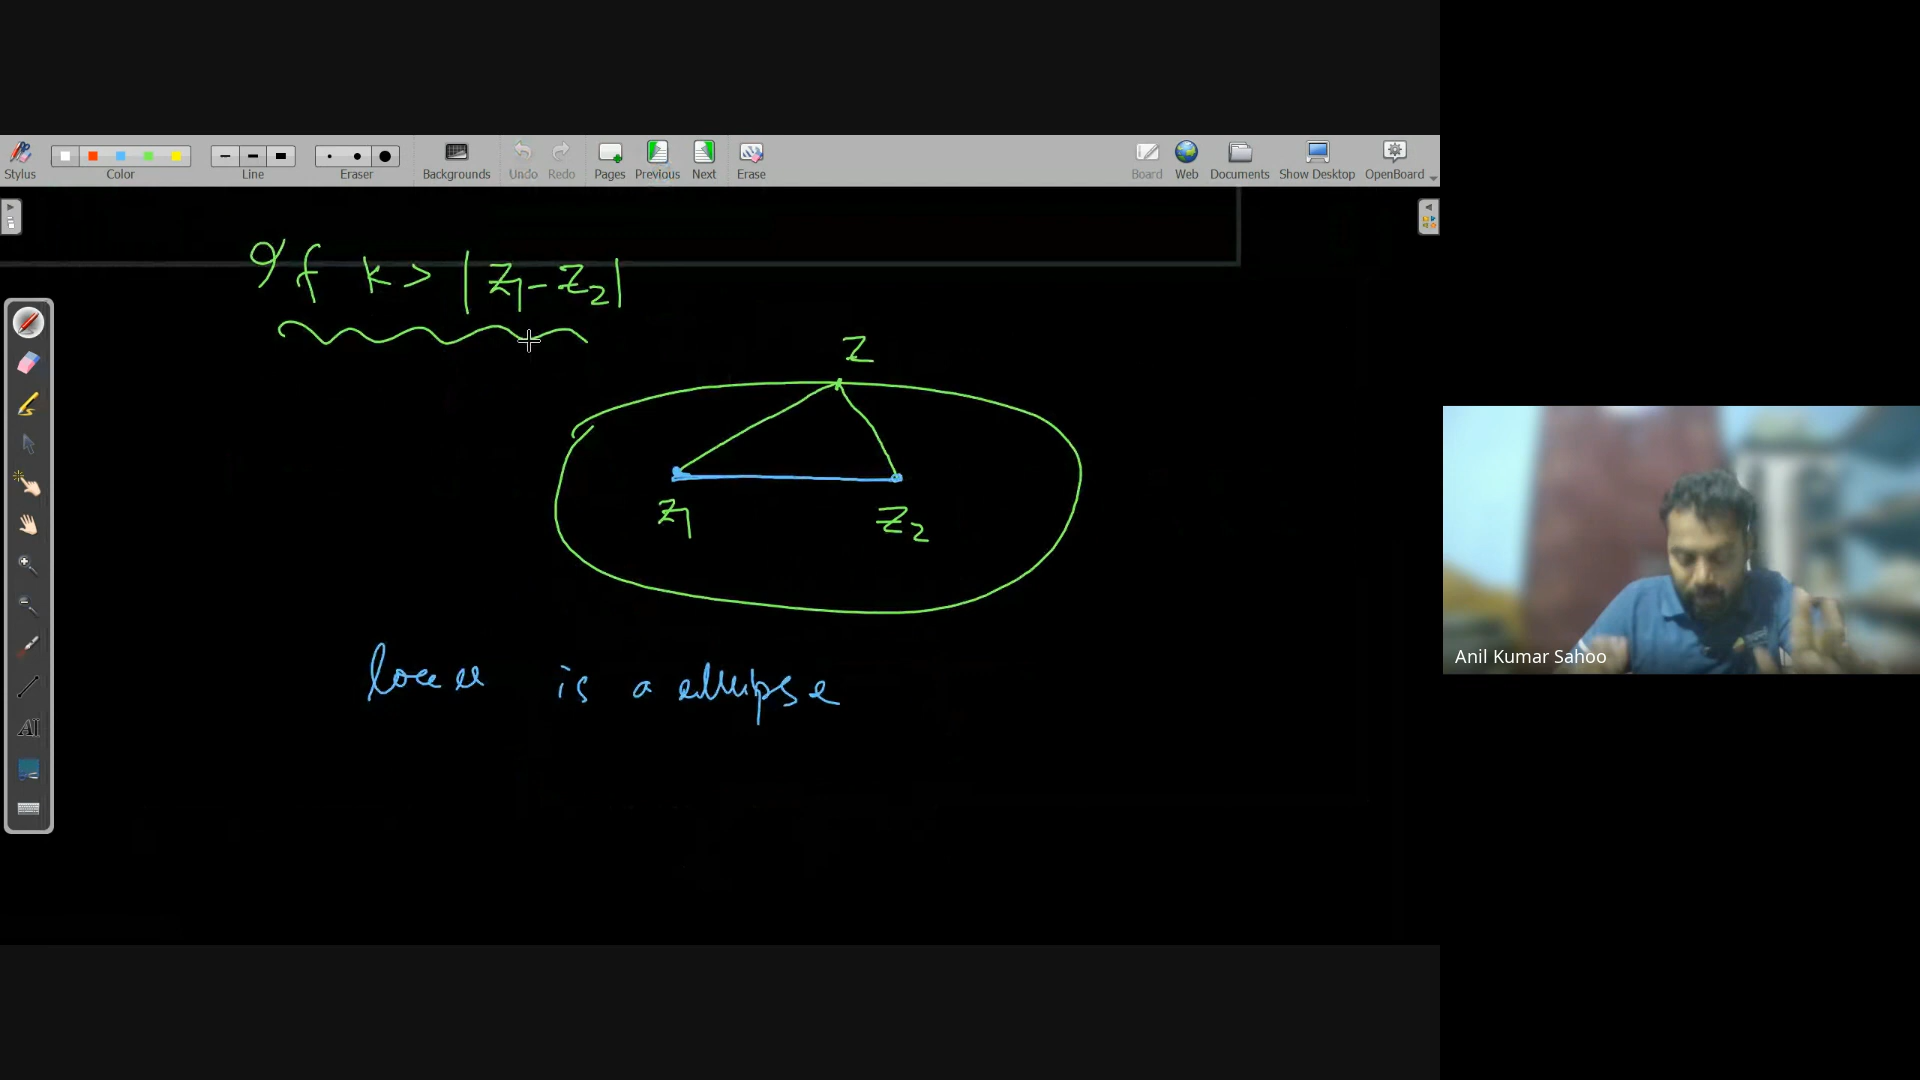 Stylus Color Line Eraser Backgrounds Undo Redo Pages Previous Next Erase Board Web Documents Show Desktop OpenBoard
If k > |z1 - z2|
z
z1 z2
locus is a ellipse
AI
Anil Kumar Sahoo